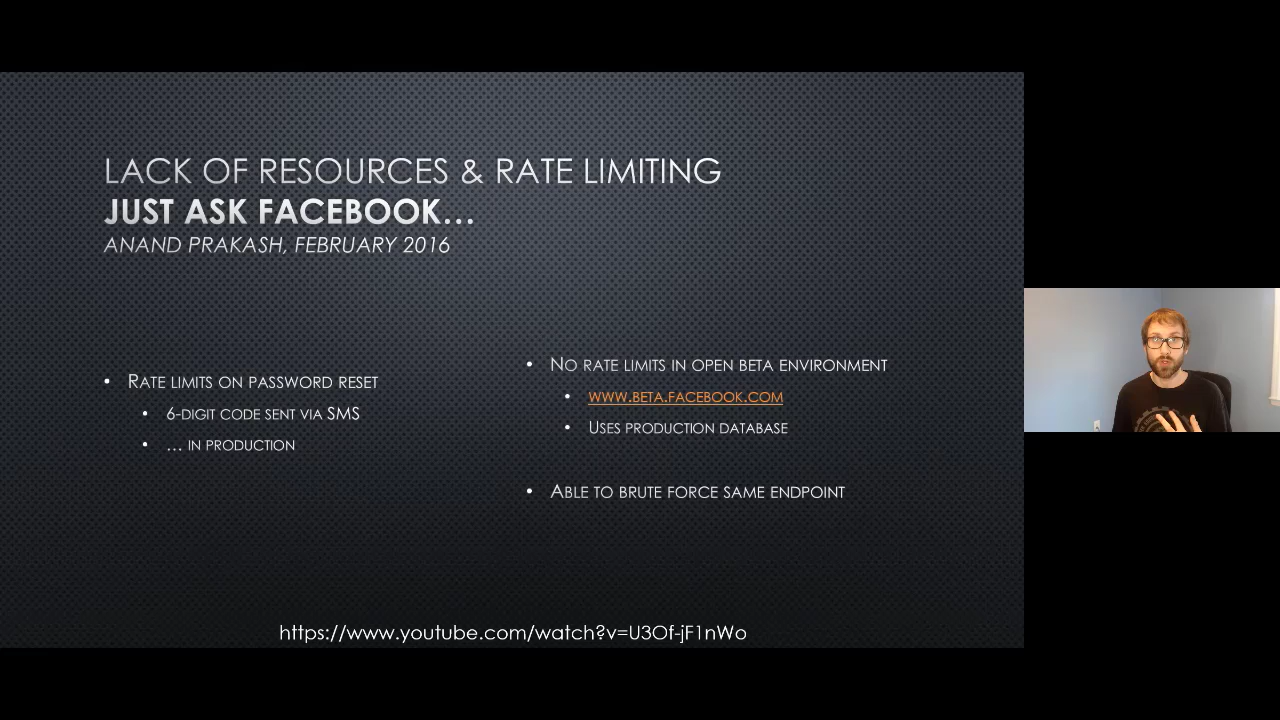 LACK OF RESOURCES & RATE LIMITING
JUST ASK FACEBOOK...
ANAND PRAKASH, FEBRUARY 2016
• RATE LIMITS ON PASSWORD RESET
• 6-DIGIT CODE SENT VIA SMS
• ... IN PRODUCTION
• NO RATE LIMITS IN OPEN BETA ENVIRONMENT
• WWW.BETA.FACEBOOK.COM
• USES PRODUCTION DATABASE
• ABLE TO BRUTE FORCE SAME ENDPOINT
https://www.youtube.com/watch?v=U3Of-jF1nWo